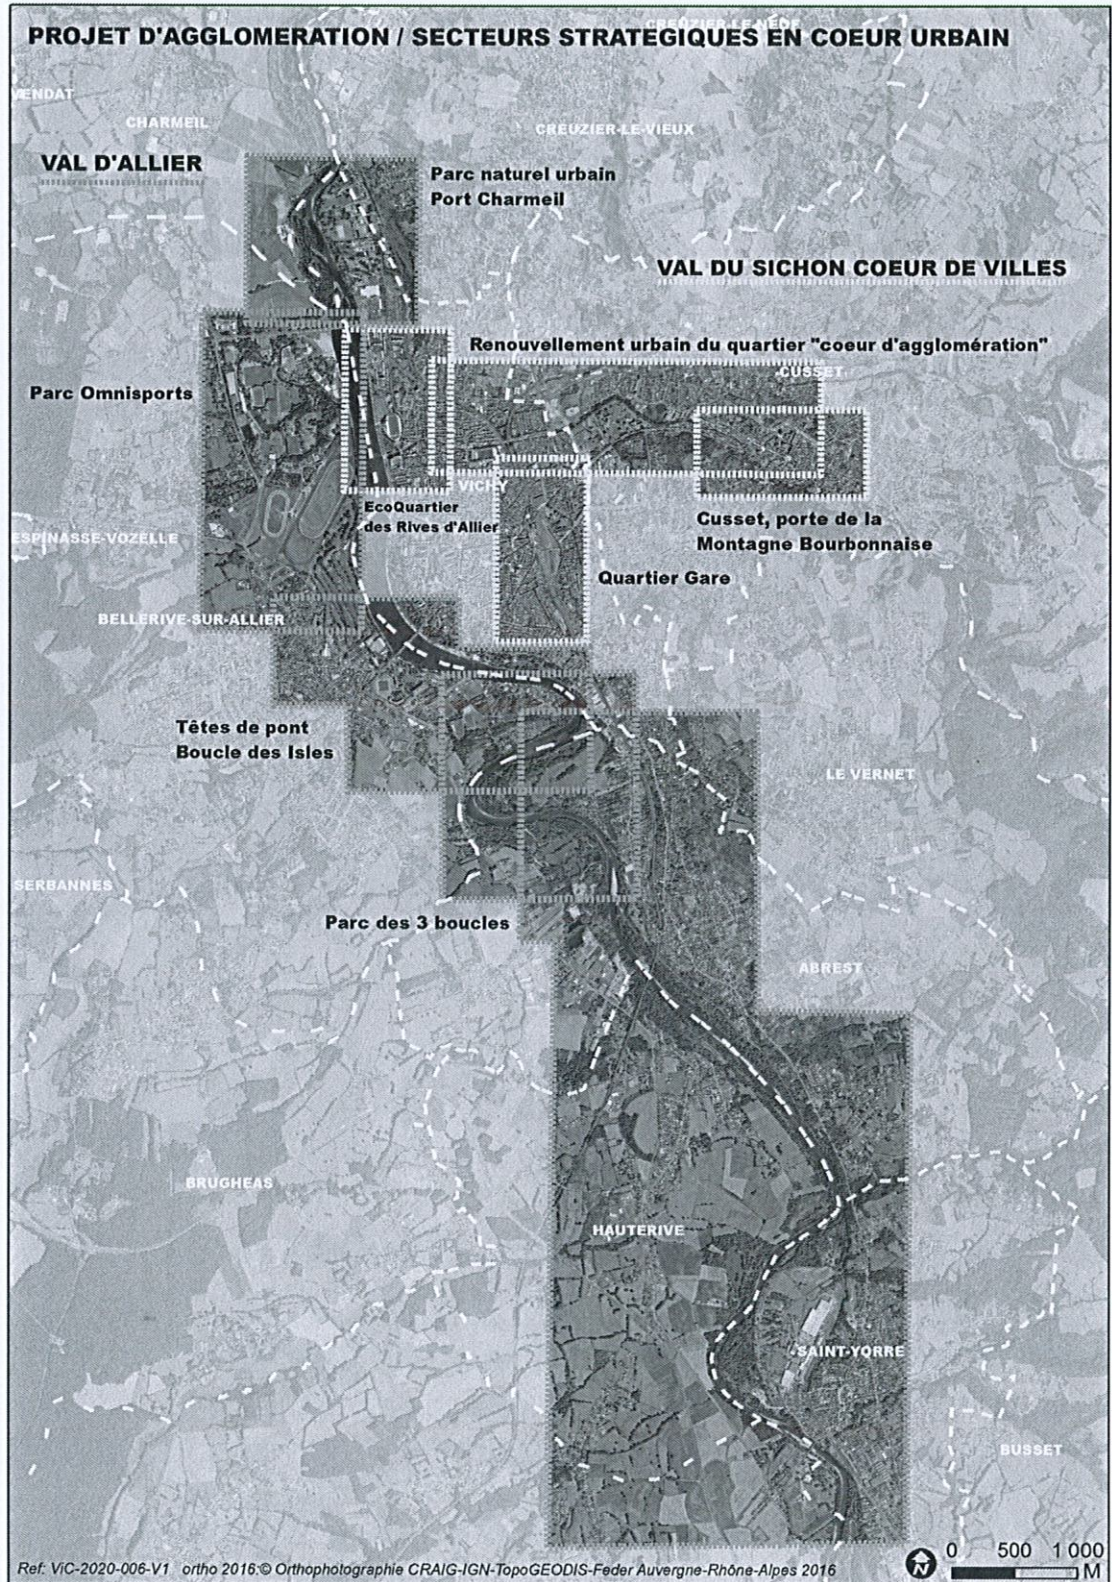 CREUZIER-LE-NEUF
PROJET D'AGGLOMERATION / SECTEURS STRATEGIQUES EN COEUR URBAIN
VENDAT
CHARMEIL
CREUZIER-LE-VIEUX
VAL D'ALLIER
Parc naturel urbain
Port Charmeil
VAL DU SICHON COEUR DE VILLES
Renouvellement urbain du quartier "coeur d'agglomération"
CUSSET
Parc Omnisports
VICHY
EcoQuartier
des Rives d'Allier
Cusset, porte de la
Montagne Bourbonnaise
ESPINASSE-VOZELLE
Quartier Gare
BELLERIVE-SUR-ALLIER
Têtes de pont
Boucle des Isles
LE VERNET
SERBANNES
Parc des 3 boucles
ABREST
BRUGHEAS
HAUTERIVE
SAINT-YORRE
BUSSET
Ref: ViC-2020-006-V1 ortho 2016:© Orthophotographie CRAIG-IGN-TopoGEODIS-Feder Auvergne-Rhône-Alpes 2016
N
0 500 1 000
M